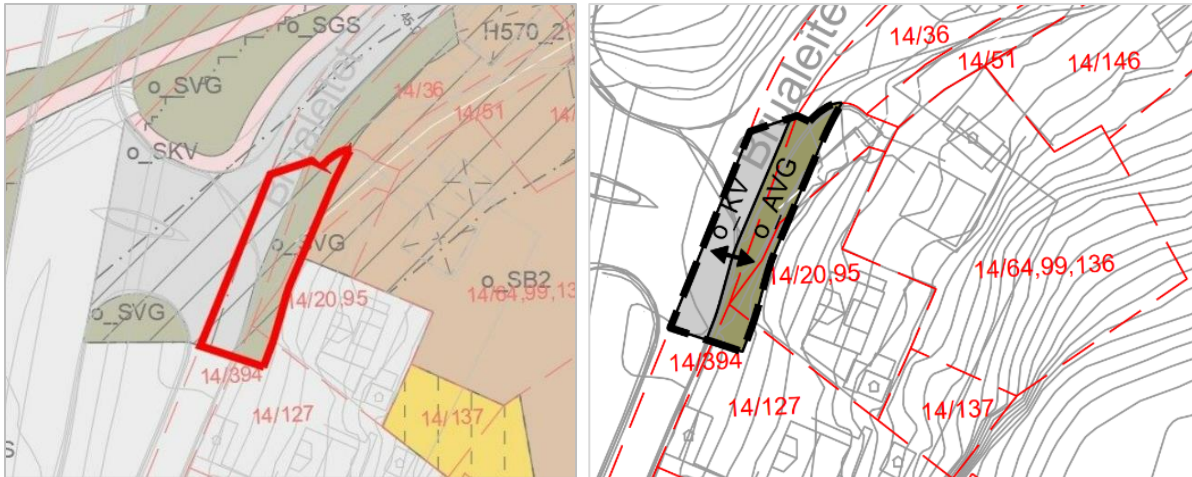 o_SGS
H570_2
o_SVG
14/36
14/51
o_SKV
o_SVG
14/20,95
o_SB2
14/64,99,13
o_SVG
14/394
14/127
14/137
S
14/36
14/51
14/146
Brualeitet
o_KV
o_AVG
14/20,95
14/64,99,136
14/394
14/127
14/137